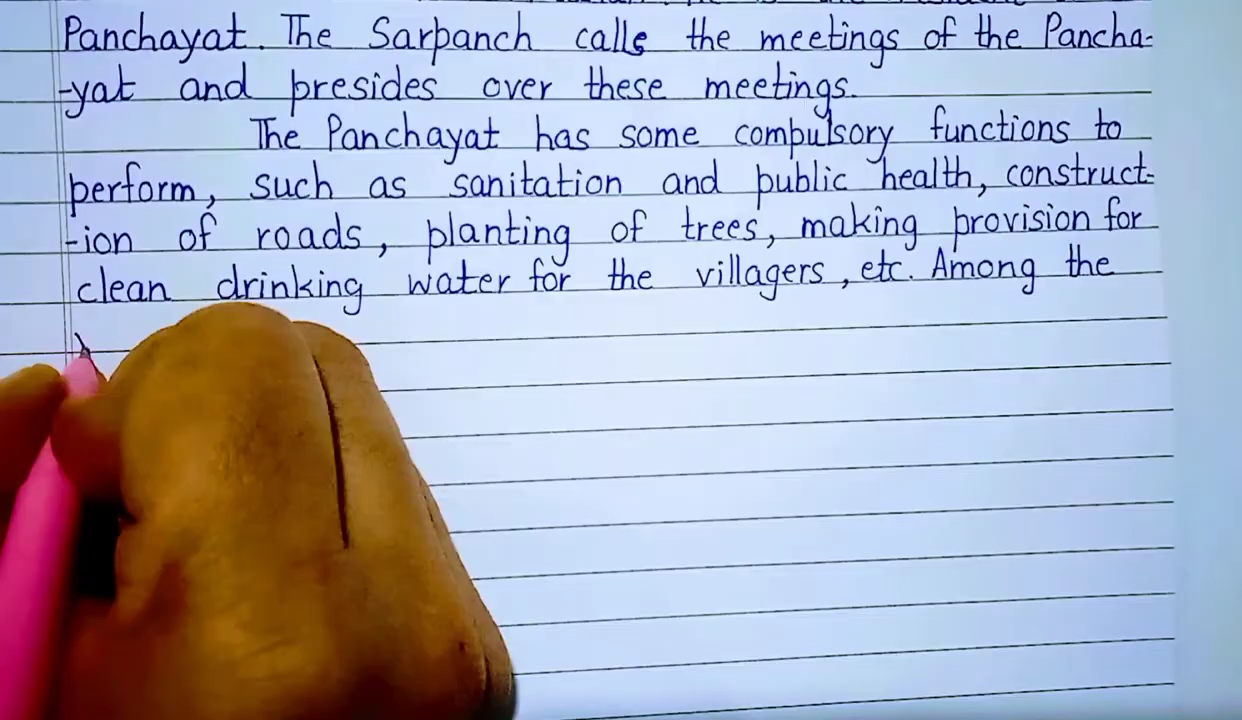 Panchayat. The Sarpanch calls the meetings of the Pancha-
-yat and presides over these meetings.
The Panchayat has some compulsory functions to
perform, such as sanitation and public health, construct-
-ion of roads, planting of trees, making provision for
clean drinking water for the villagers, etc. Among the